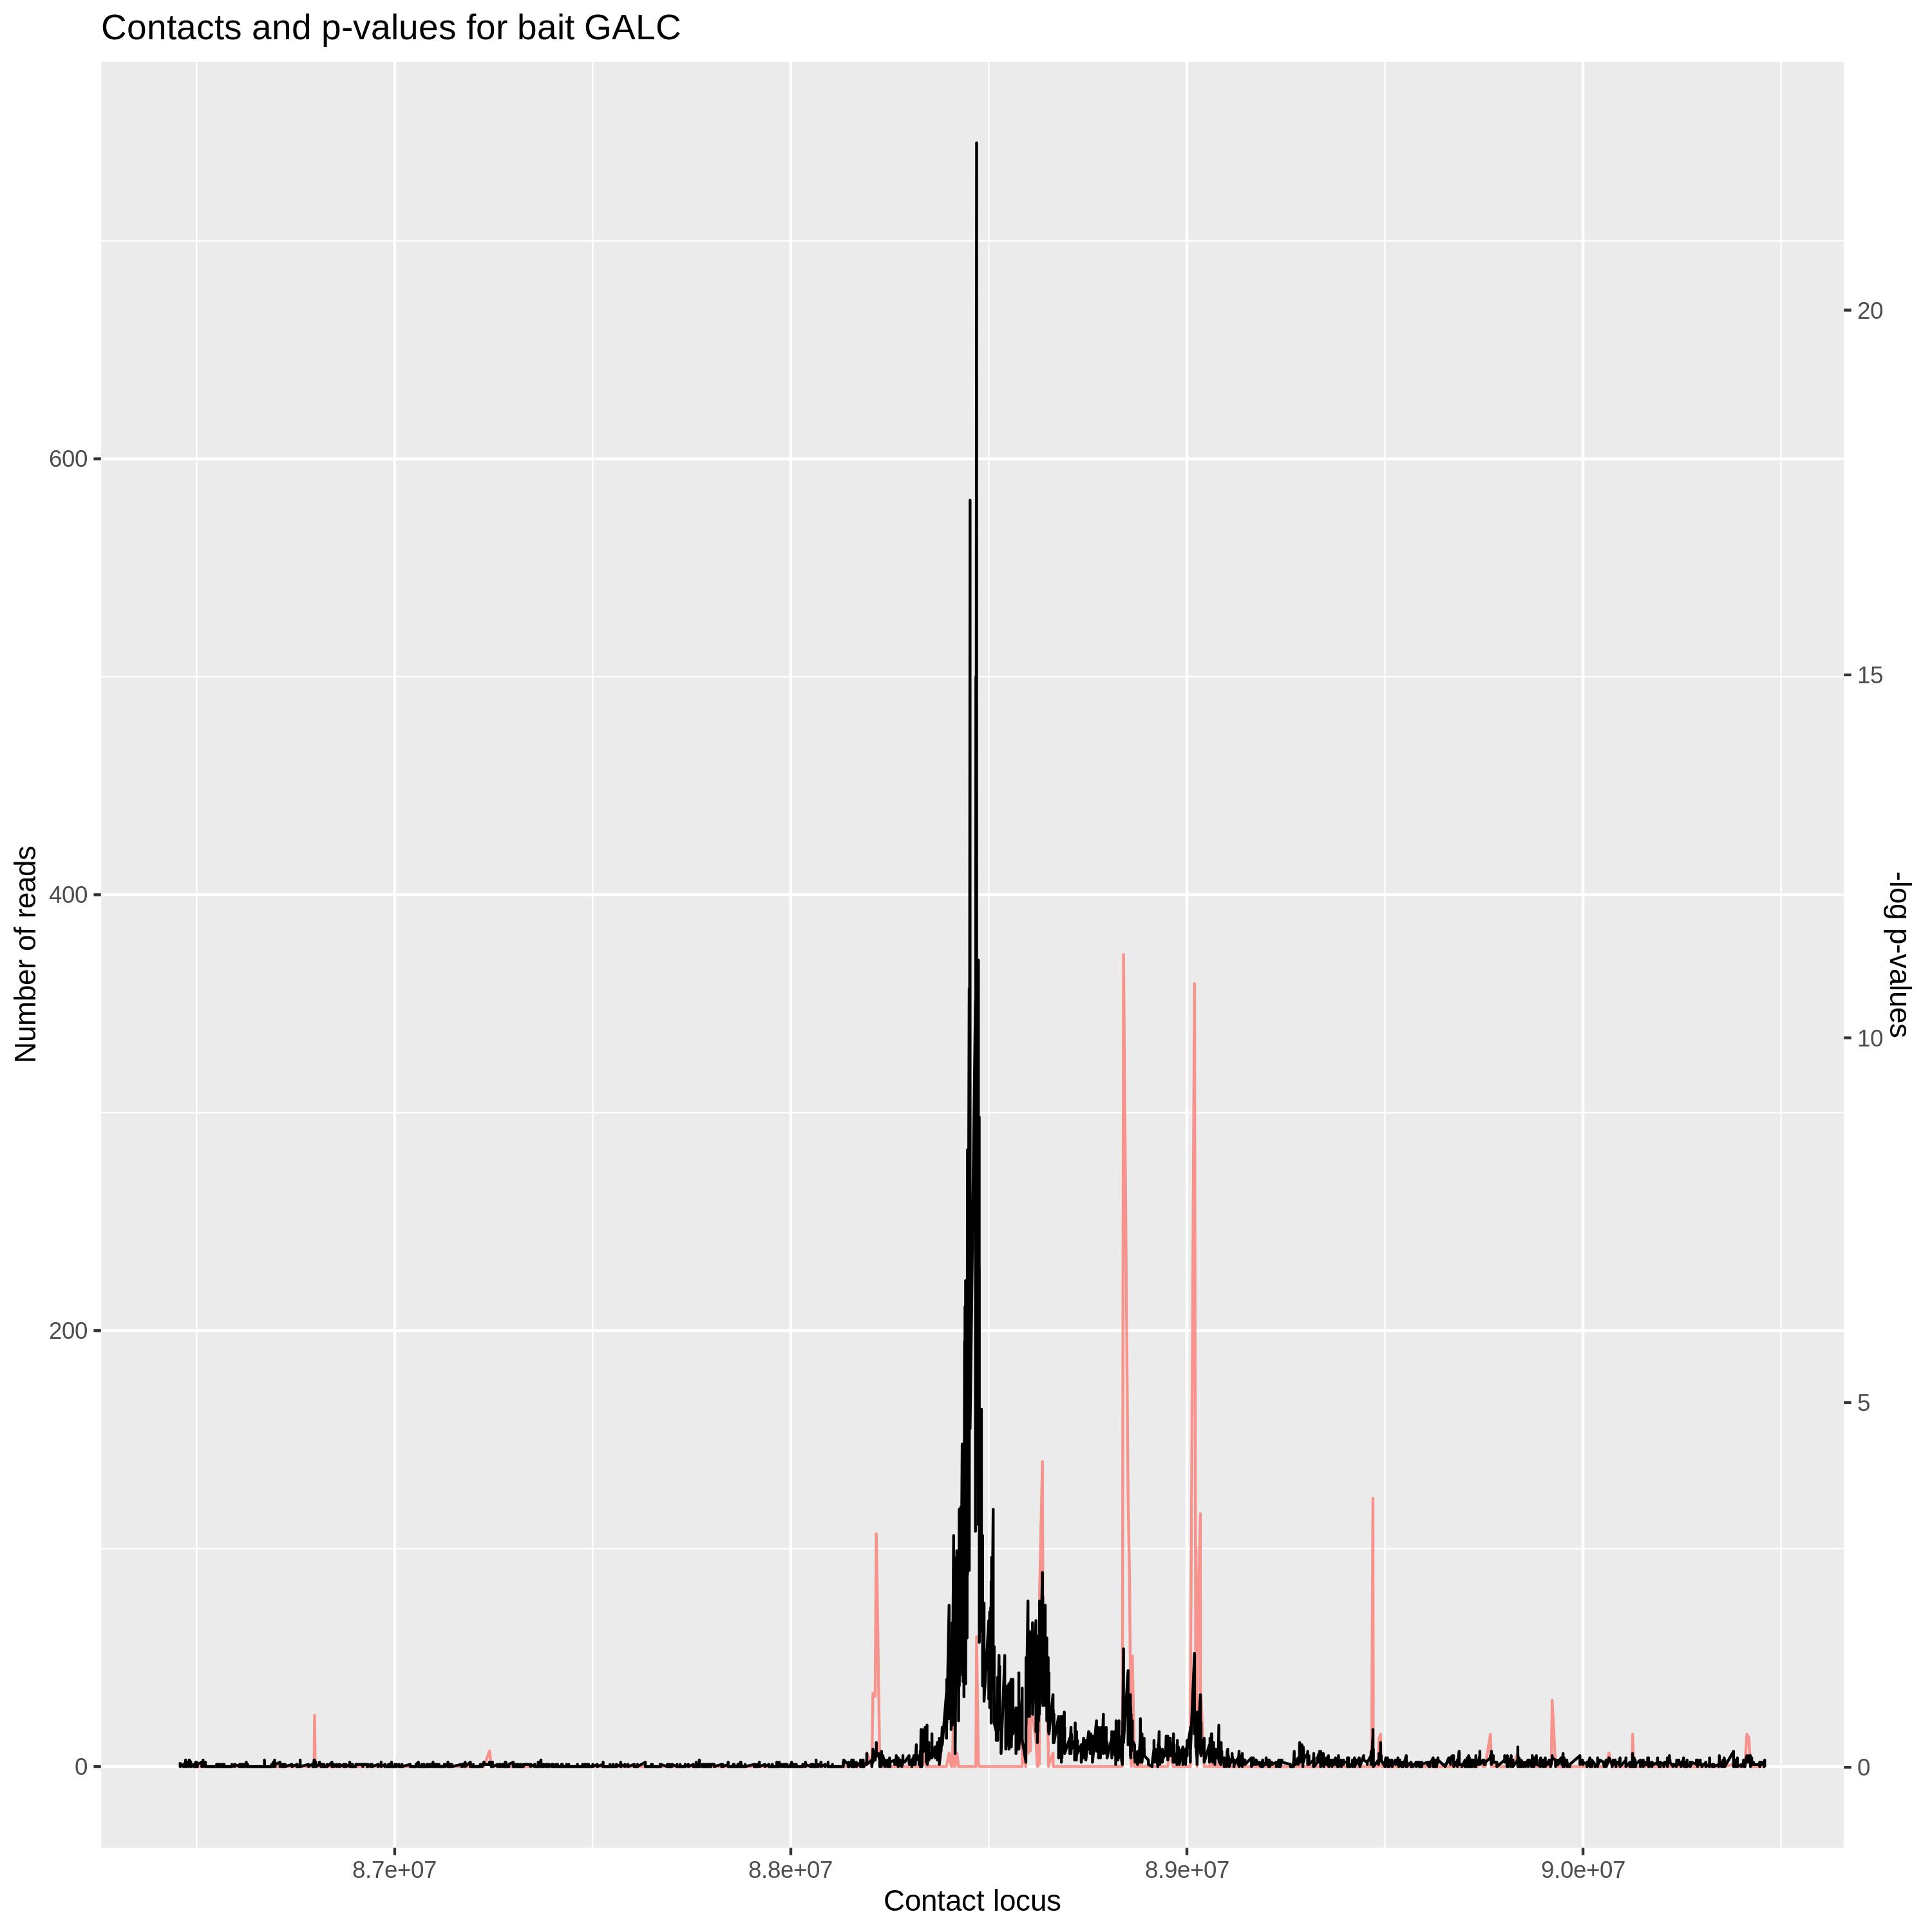 Contacts and p-values for bait GALC
Number of reads
600
400
200
0
20
15
10
5
0
-log p-values
8.7e+07
8.8e+07
8.9e+07
9.0e+07
Contact locus